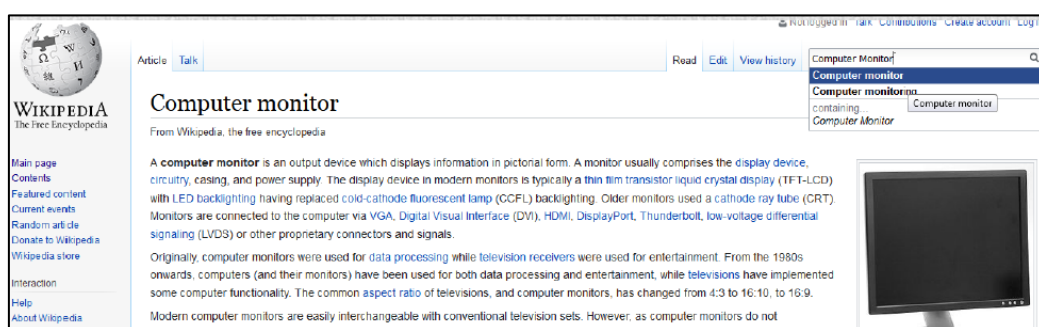 Not logged in Talk Contributions Create account Log in
Article Talk Read Edit View history Computer Monitor
Computer monitor
Computer monitoring
containing...
Computer monitor
Computer Monitor
WIKIPEDIA
The Free Encyclopedia
Main page
Contents
Featured content
Current events
Random article
Donate to Wikipedia
Wikipedia store
Interaction
Help
About Wikipedia
Computer monitor
From Wikipedia, the free encyclopedia
A computer monitor is an output device which displays information in pictorial form. A monitor usually comprises the display device,
circuitry, casing, and power supply. The display device in modern monitors is typically a thin film transistor liquid crystal display (TFT-LCD)
with LED backlighting having replaced cold-cathode fluorescent lamp (CCFL) backlighting. Older monitors used a cathode ray tube (CRT).
Monitors are connected to the computer via VGA, Digital Visual Interface (DVI), HDMI, DisplayPort, Thunderbolt, low-voltage differential
signaling (LVDS) or other proprietary connectors and signals.
Originally, computer monitors were used for data processing while television receivers were used for entertainment. From the 1980s
onwards, computers (and their monitors) have been used for both data processing and entertainment, while televisions have implemented
some computer functionality. The common aspect ratio of televisions, and computer monitors, has changed from 4:3 to 16:10, to 16:9.
Modern computer monitors are easily interchangeable with conventional television sets. However, as computer monitors do not